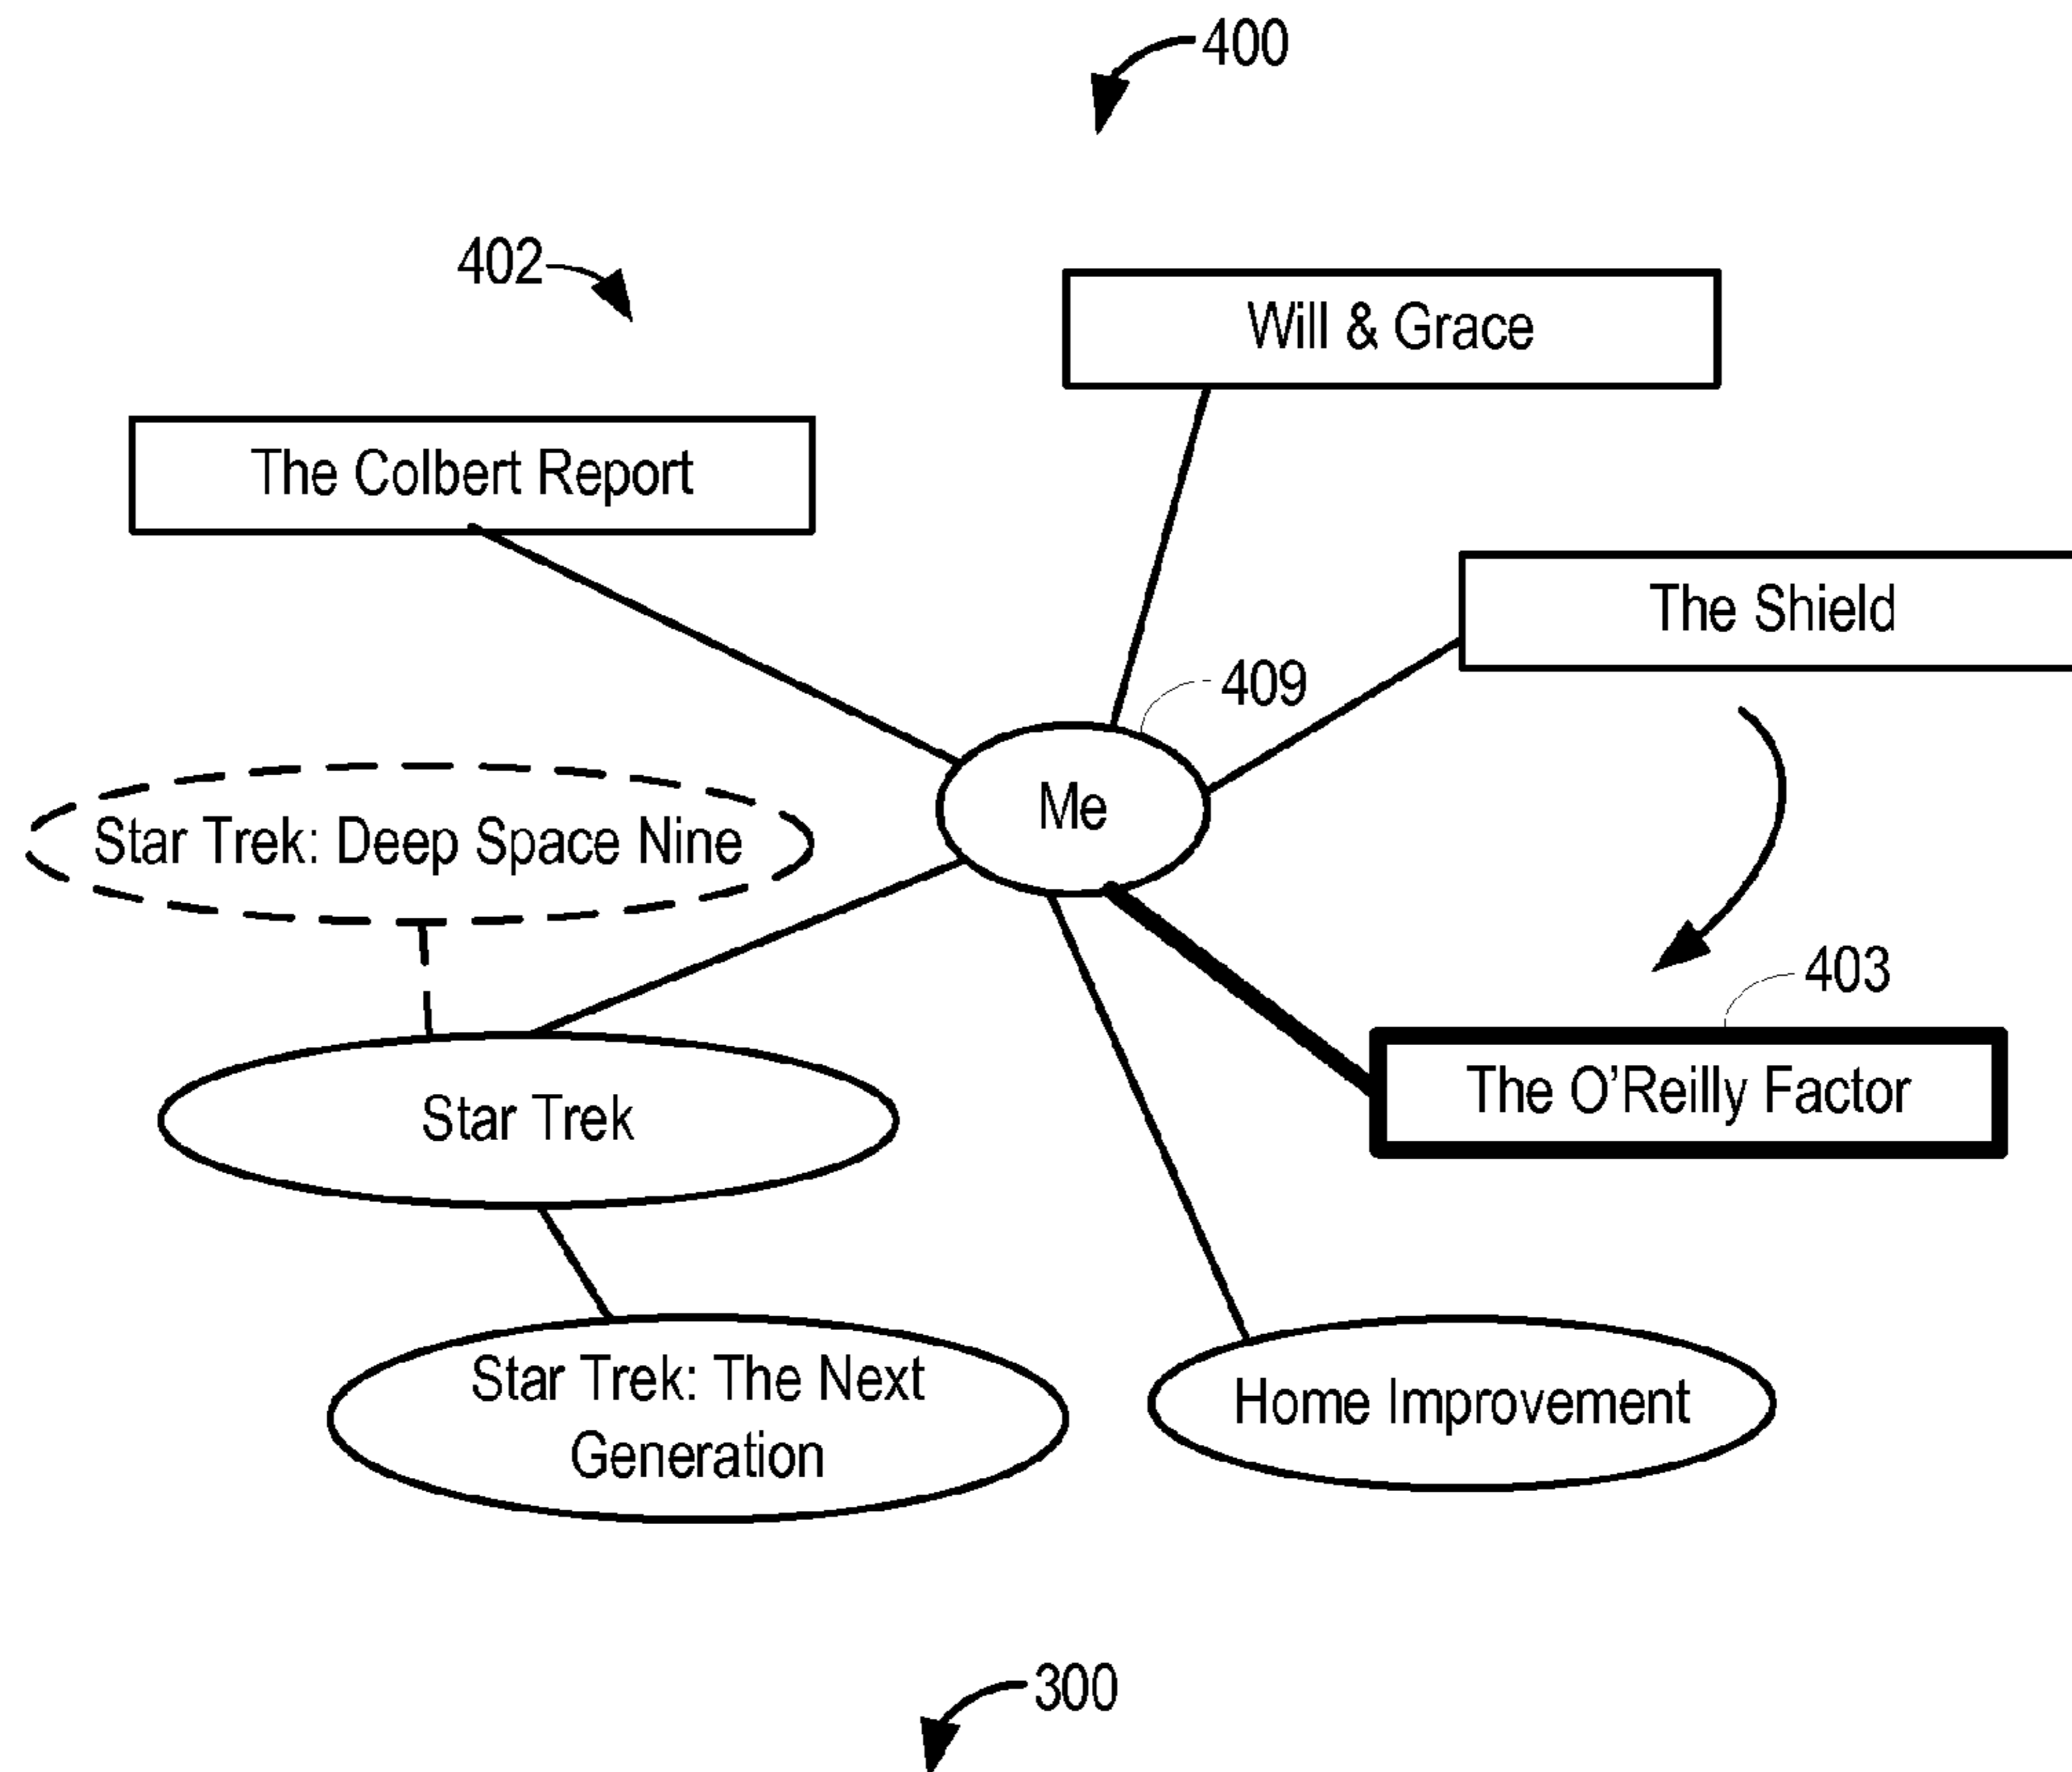 400
402
Will & Grace
The Colbert Report
The Shield
409
Me
Star Trek: Deep Space Nine
403
The O’Reilly Factor
Star Trek
Star Trek: The Next
Generation
Home Improvement
300